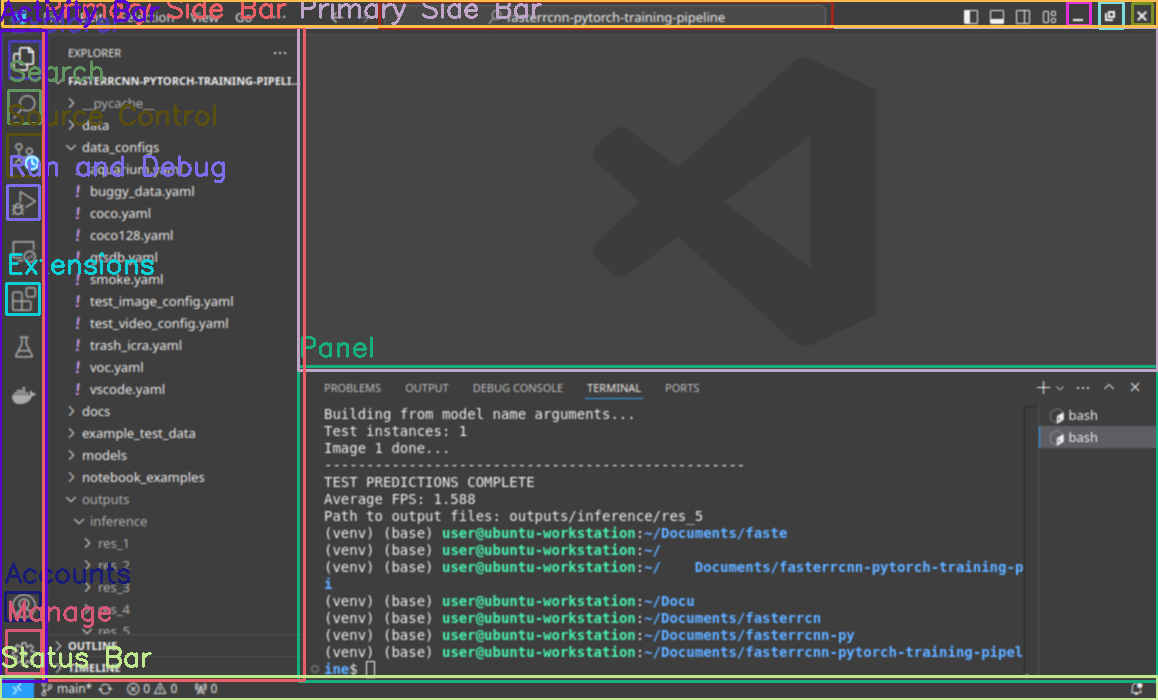 Activity Bar
Primary Side Bar
Primary Side Bar
View Go
fasterrcnn-pytorch-training-pipeline
Explorer
EXPLORER
Search
FASTERRCNN-PYTORCH-TRAINING-PIPELI...
__pycache__
Source Control
data
data_configs
Run and Debug
aquarium.yaml
! buggy_data.yaml
! coco.yaml
! coco128.yaml
Extensions
gtsdb.yaml
! smoke.yaml
! test_image_config.yaml
! test_video_config.yaml
! trash_icra.yaml
! voc.yaml
! vscode.yaml
docs
example_test_data
models
notebook_examples
outputs
inference
res_1
Accounts
res_2
res_3
Manage
res_4
res_5
OUTLINE
Status Bar
TIMELINE
Panel
PROBLEMS OUTPUT DEBUG CONSOLE TERMINAL PORTS
Building from model name arguments...
Test instances: 1
Image 1 done...
--------------------------------------------------
TEST PREDICTIONS COMPLETE
Average FPS: 1.588
Path to output files: outputs/inference/res_5
(venv) (base) user@ubuntu-workstation:~/Documents/faste
(venv) (base) user@ubuntu-workstation:~/
(venv) (base) user@ubuntu-workstation:~/ Documents/fasterrcnn-pytorch-training-p
i
(venv) (base) user@ubuntu-workstation:~/Docu
(venv) (base) user@ubuntu-workstation:~/Documents/fasterrcn
(venv) (base) user@ubuntu-workstation:~/Documents/fasterrcnn-py
(venv) (base) user@ubuntu-workstation:~/Documents/fasterrcnn-pytorch-training-pipel
ine$
bash
bash
main* 0 0 0